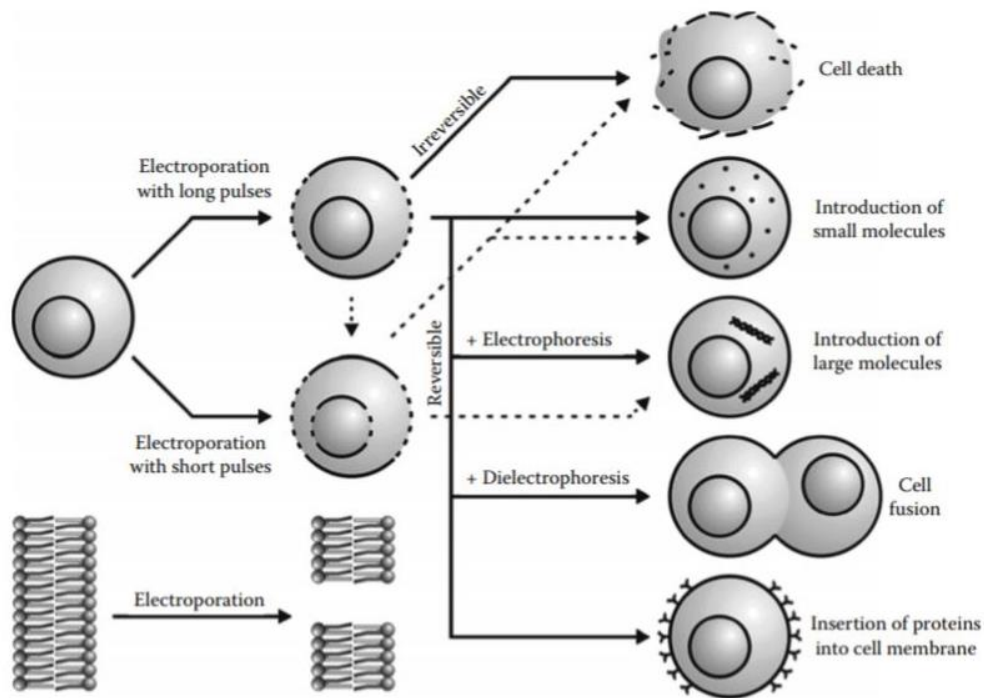 Cell death
Irreversible
Electroporation
with long pulses
Introduction of
small molecules
Reversible
+ Electrophoresis
Introduction of
large molecules
Electroporation
with short pulses
+ Dielectrophoresis
Cell
fusion
Electroporation
Insertion of proteins
into cell membrane